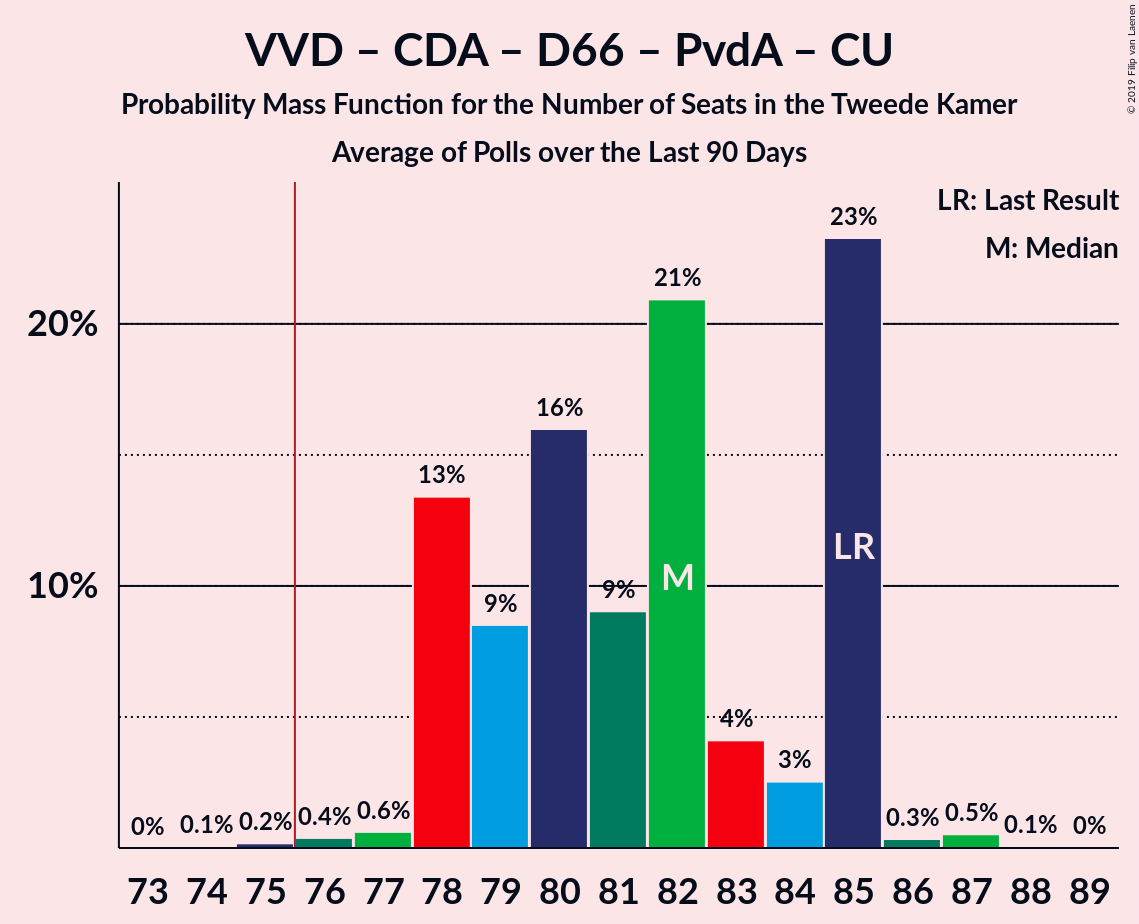 VVD – CDA – D66 – PvdA – CU
Probability Mass Function for the Number of Seats in the Tweede Kamer
Average of Polls over the Last 90 Days
© 2019 Filip van Laenen
LR: Last Result
M: Median
20%
10%
0% 0.1% 0.2% 0.4% 0.6% 13% 9% 16% 9% 21% 4% 3% 23% 0.3% 0.5% 0.1% 0%
M
LR
73 74 75 76 77 78 79 80 81 82 83 84 85 86 87 88 89